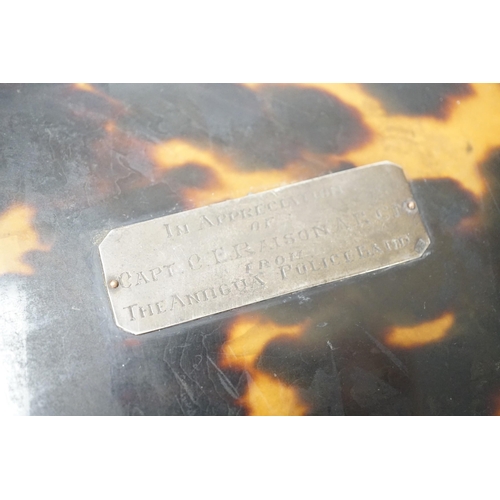 IN APPRECIATION
OF
CAPT. C. F. RAISON
FROM
THE ANTIGUA POLICE